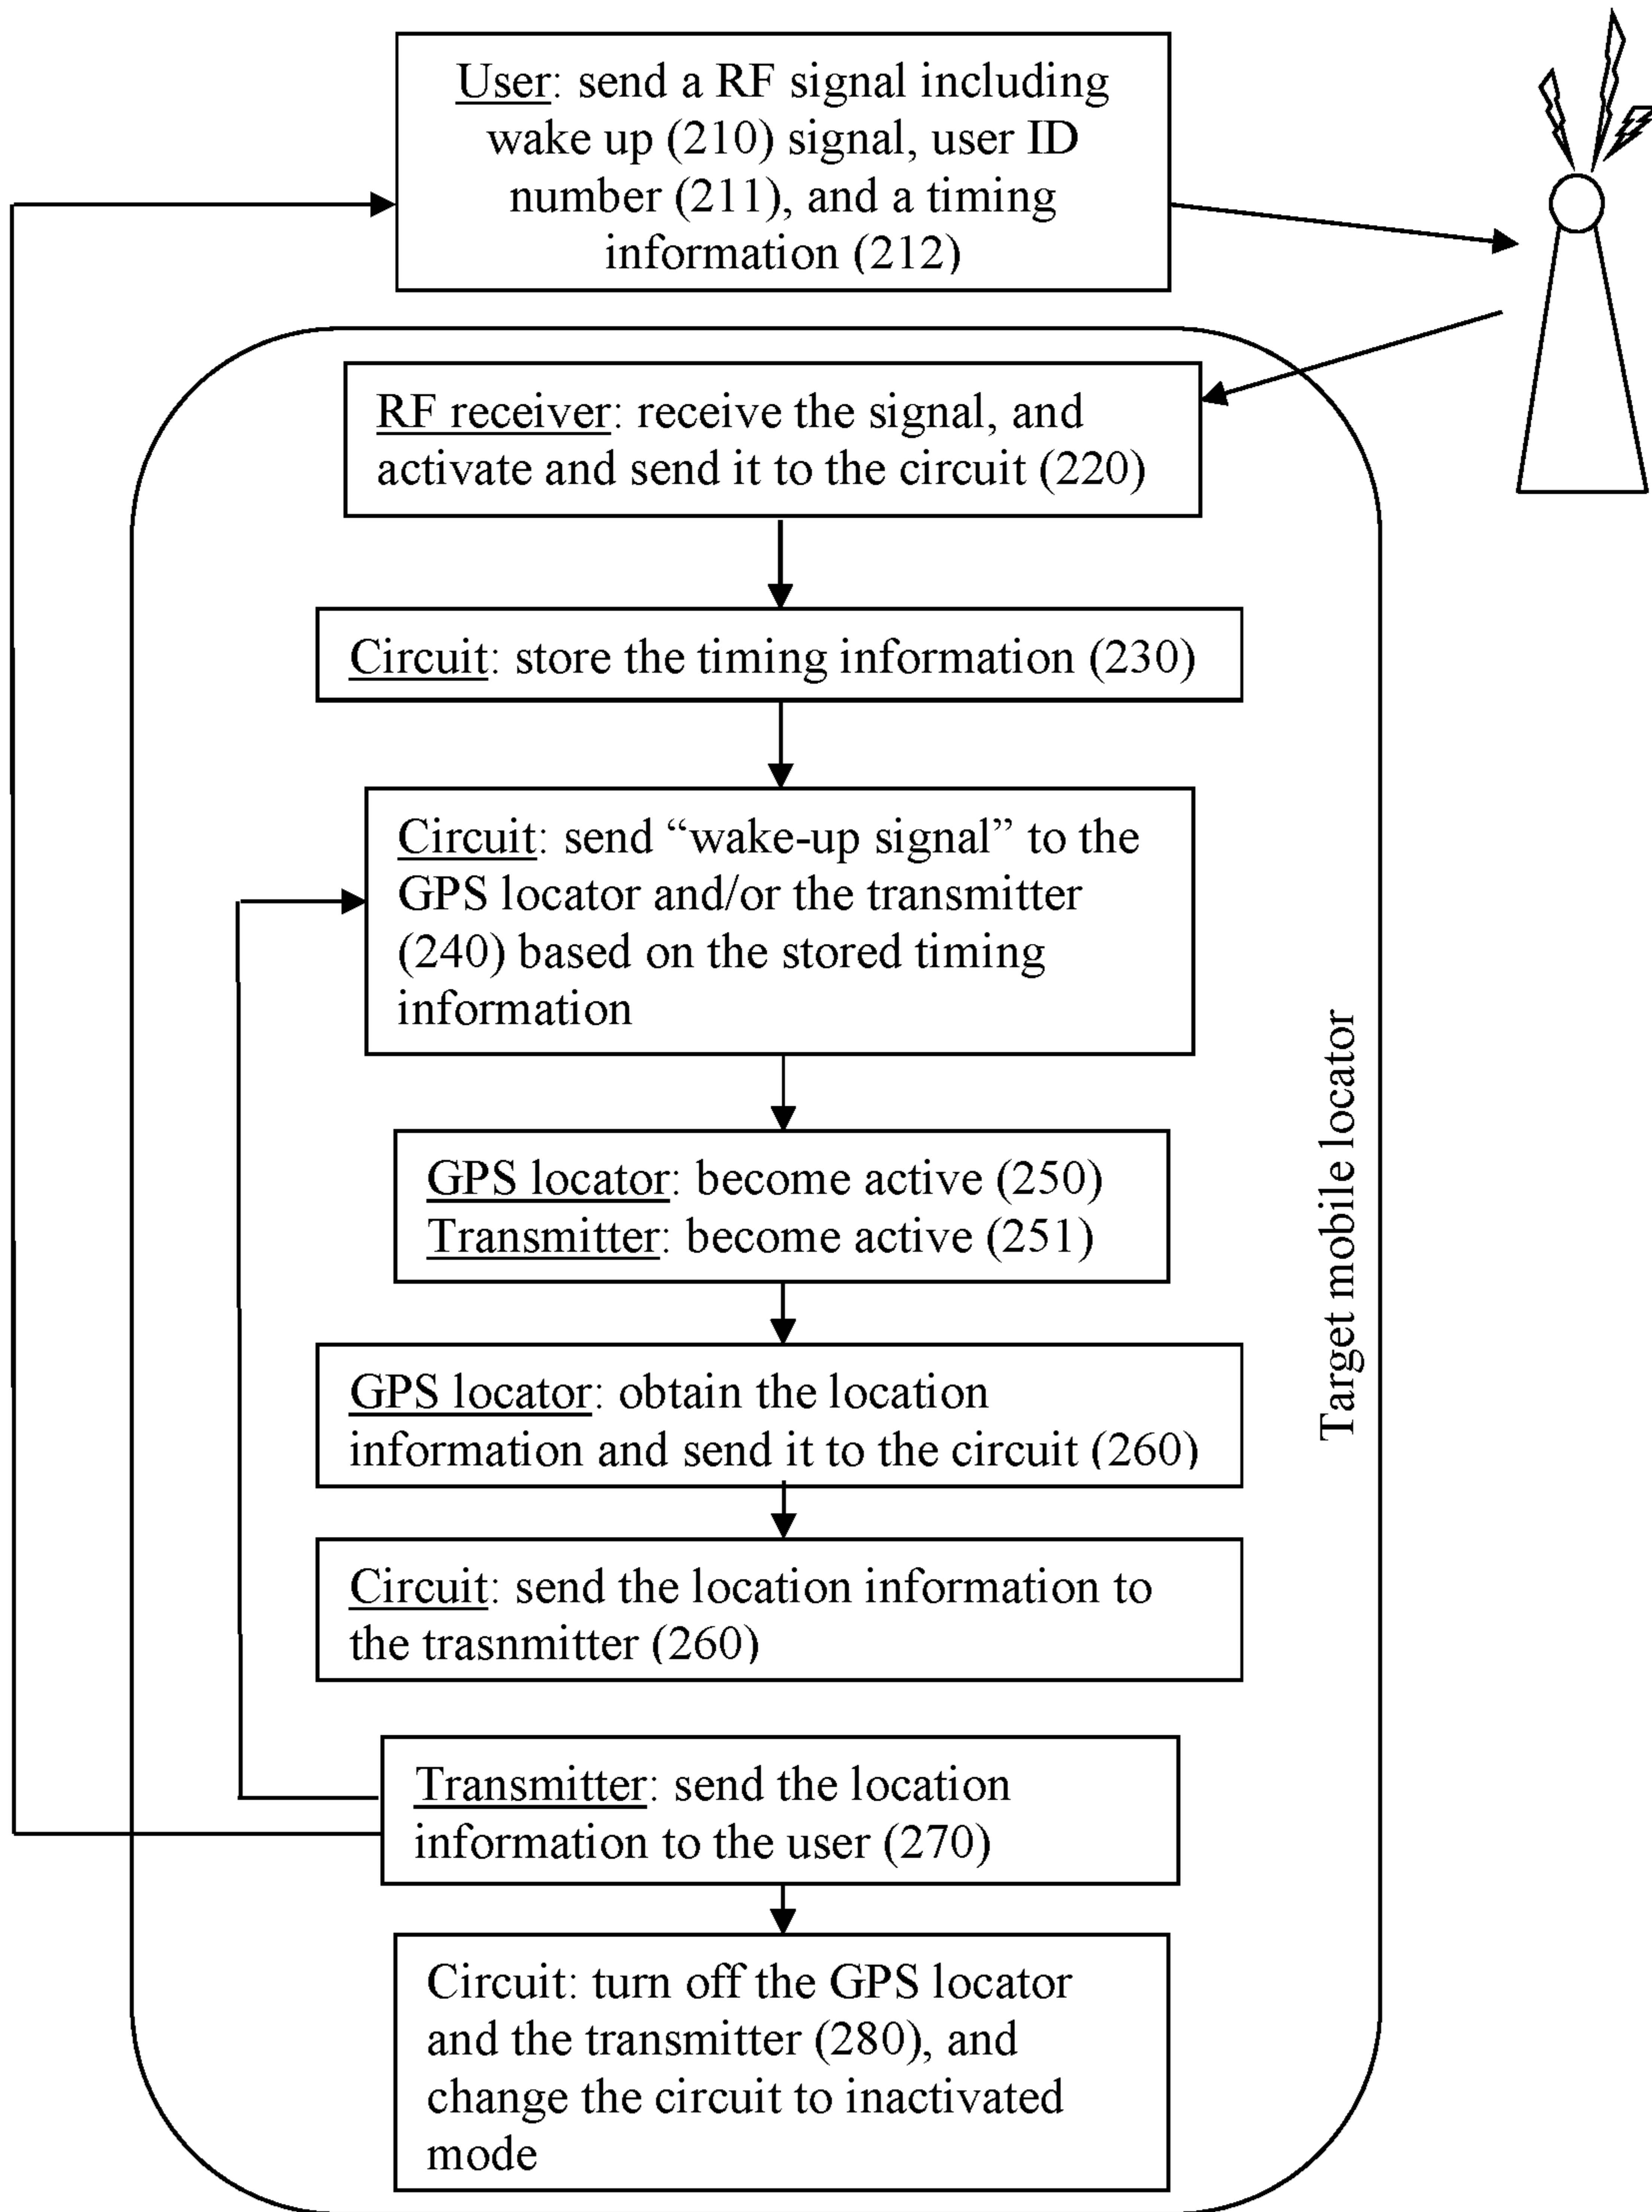 User: send a RF signal including
wake up (210) signal, user ID
number (211), and a timing
information (212)
RF receiver: receive the signal, and
activate and send it to the circuit (220)
Circuit: store the timing information (230)
Circuit: send “wake-up signal” to the
GPS locator and/or the transmitter
(240) based on the stored timing
information
GPS locator: become active (250)
Transmitter: become active (251)
GPS locator: obtain the location
information and send it to the circuit (260)
Circuit: send the location information to
the trasnmitter (260)
Transmitter: send the location
information to the user (270)
Circuit: turn off the GPS locator
and the transmitter (280), and
change the circuit to inactivated
mode
Target mobile locator